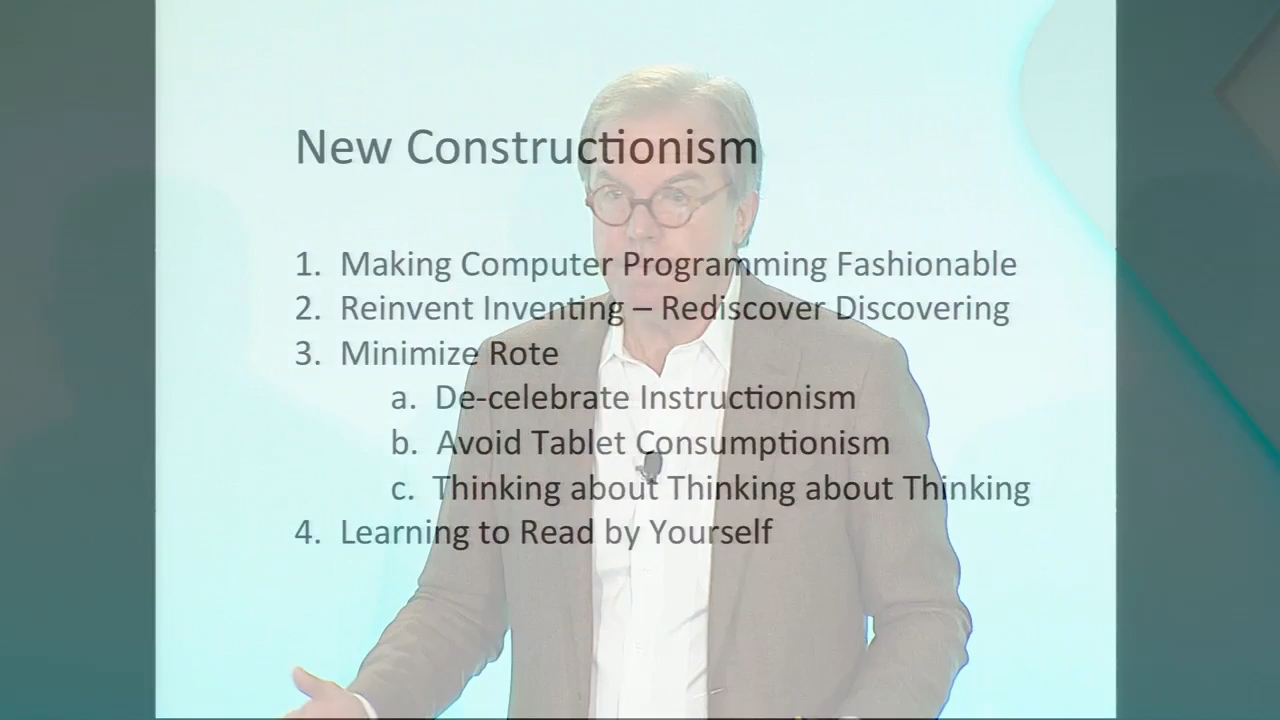 New Constructionism
1. Making Computer Programming Fashionable
2. Reinvent Inventing – Rediscover Discovering
3. Minimize Rote
a. De-celebrate Instructionism
b. Avoid Tablet Consumptionism
c. Thinking about Thinking about Thinking
4. Learning to Read by Yourself